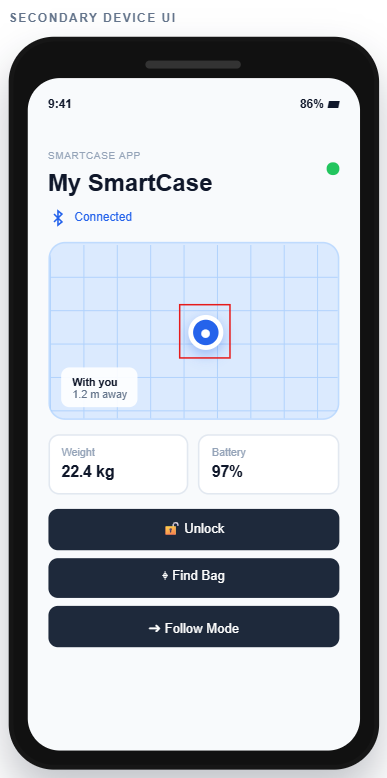 SECONDARY DEVICE UI
9:41
86%
SMARTCASE APP
My SmartCase
Connected
With you
1.2 m away
Weight
22.4 kg
Battery
97%
Unlock
Find Bag
→ Follow Mode